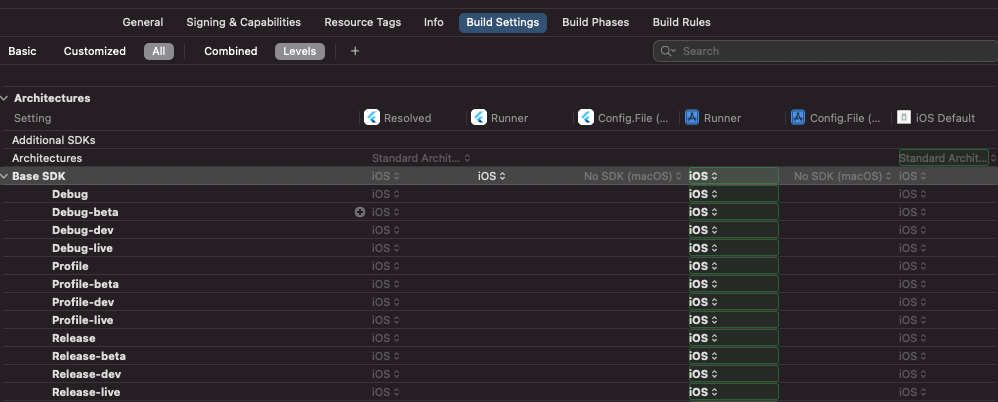 General Signing & Capabilities Resource Tags Info Build Settings Build Phases Build Rules
Basic Customized All Combined Levels + Search
Architectures
Setting Resolved Runner Config.File (... Runner Config.File (... iOS Default
Additional SDKs
Architectures Standard Archit... Standard Archit...
Base SDK iOS iOS No SDK (macOS) iOS No SDK (macOS) iOS
Debug iOS iOS iOS
Debug-beta iOS iOS iOS
Debug-dev iOS iOS iOS
Debug-live iOS iOS iOS
Profile iOS iOS iOS
Profile-beta iOS iOS iOS
Profile-dev iOS iOS iOS
Profile-live iOS iOS iOS
Release iOS iOS iOS
Release-beta iOS iOS iOS
Release-dev iOS iOS iOS
Release-live iOS iOS iOS